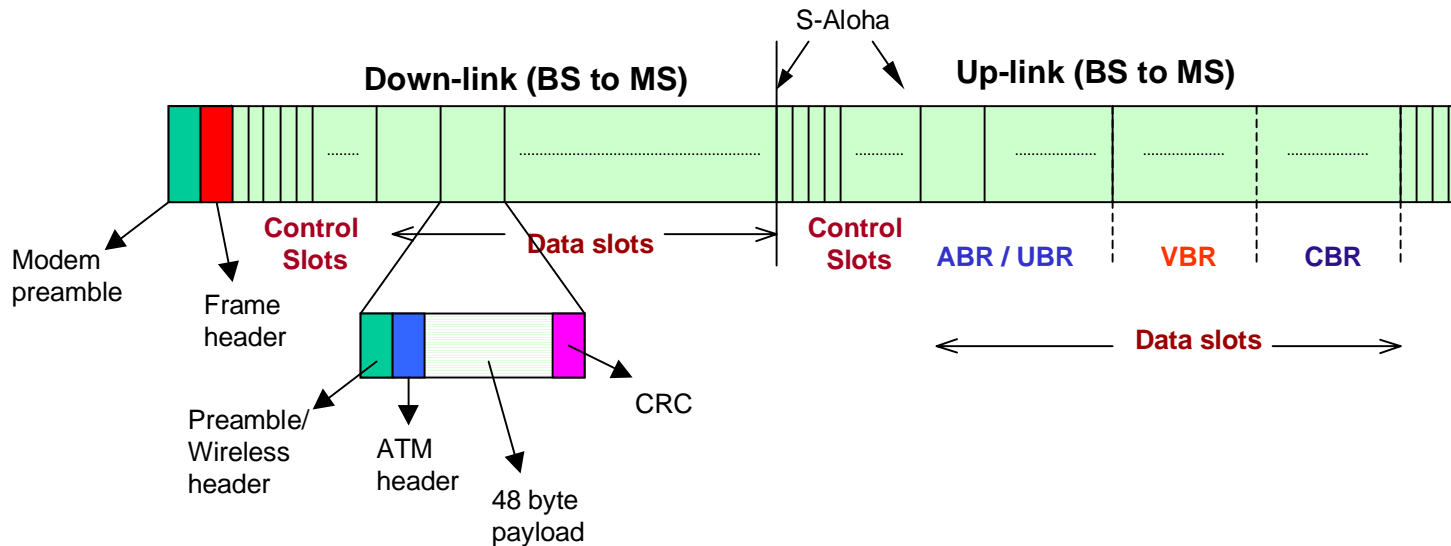 S-Aloha
Down-link (BS to MS)
Up-link (BS to MS)
Control
Slots
Data slots
Control
Slots
ABR / UBR
VBR
CBR
Modem
preamble
Frame
header
Data slots
Preamble/
Wireless
header
ATM
header
48 byte
payload
CRC